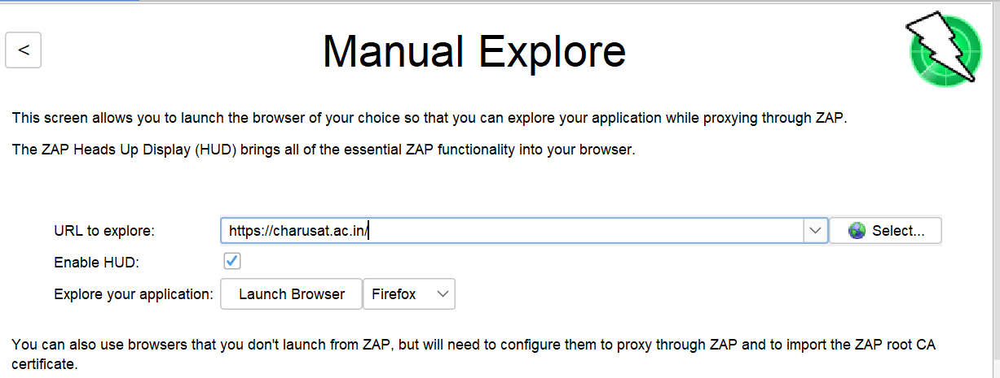 <
Manual Explore
This screen allows you to launch the browser of your choice so that you can explore your application while proxying through ZAP.
The ZAP Heads Up Display (HUD) brings all of the essential ZAP functionality into your browser.
URL to explore: https://charusat.ac.in/ Select...
Enable HUD:
Explore your application: Launch Browser Firefox
You can also use browsers that you don't launch from ZAP, but will need to configure them to proxy through ZAP and to import the ZAP root CA
certificate.